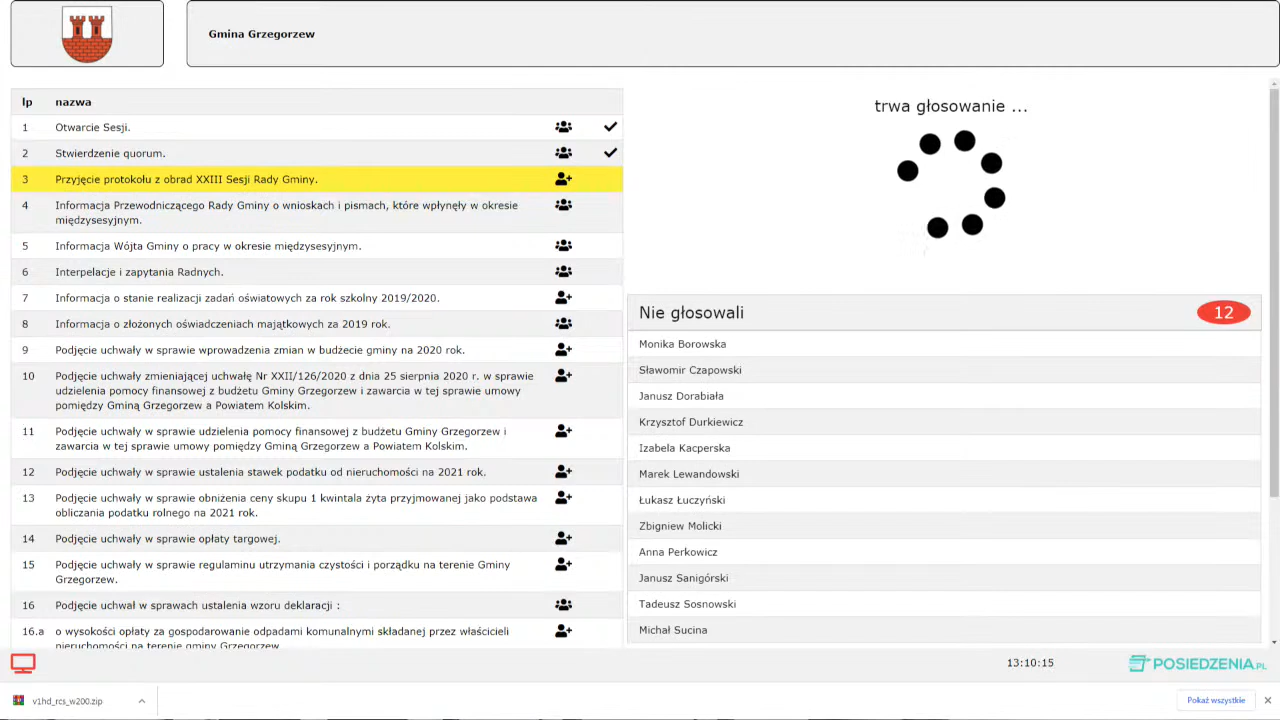 Gmina Grzegorzew
lp nazwa
1 Otwarcie Sesji.
2 Stwierdzenie quorum.
3 Przyjęcie protokołu z obrad XXIII Sesji Rady Gminy.
4 Informacja Przewodniczącego Rady Gminy o wnioskach i pismach, które wpłynęły w okresie
międzysesyjnym.
5 Informacja Wójta Gminy o pracy w okresie międzysesyjnym.
6 Interpelacje i zapytania Radnych.
7 Informacja o stanie realizacji zadań oświatowych za rok szkolny 2019/2020.
8 Informacja o złożonych oświadczeniach majątkowych za 2019 rok.
9 Podjęcie uchwały w sprawie wprowadzenia zmian w budżecie gminy na 2020 rok.
10 Podjęcie uchwały zmieniającej uchwałę Nr XXII/126/2020 z dnia 25 sierpnia 2020 r. w sprawie
udzielenia pomocy finansowej z budżetu Gminy Grzegorzew i zawarcia w tej sprawie umowy
pomiędzy Gminą Grzegorzew a Powiatem Kolskim.
11 Podjęcie uchwały w sprawie udzielenia pomocy finansowej z budżetu Gminy Grzegorzew i
zawarcia w tej sprawie umowy pomiędzy Gminą Grzegorzew a Powiatem Kolskim.
12 Podjęcie uchwały w sprawie ustalenia stawek podatku od nieruchomości na 2021 rok.
13 Podjęcie uchwały w sprawie obniżenia ceny skupu 1 kwintala żyta przyjmowanej jako podstawa
obliczania podatku rolnego na 2021 rok.
14 Podjęcie uchwały w sprawie opłaty targowej.
15 Podjęcie uchwały w sprawie regulaminu utrzymania czystości i porządku na terenie Gminy
Grzegorzew.
16 Podjęcie uchwał w sprawach ustalenia wzoru deklaracji :
16.a o wysokości opłaty za gospodarowanie odpadami komunalnymi składanej przez właścicieli
nieruchomości na terenie gminy Grzegorzew
trwa głosowanie ...
Nie głosowali 12
Monika Borowska
Sławomir Czapowski
Janusz Dorabiała
Krzysztof Durkiewicz
Izabela Kacperska
Marek Lewandowski
Łukasz Łuczyński
Zbigniew Molicki
Anna Perkowicz
Janusz Sanigórski
Tadeusz Sosnowski
Michał Sucina
13:10:15
POSIEDZENIA.PL
v1hd_rcs_w200.zip
Pokaż wszystkie